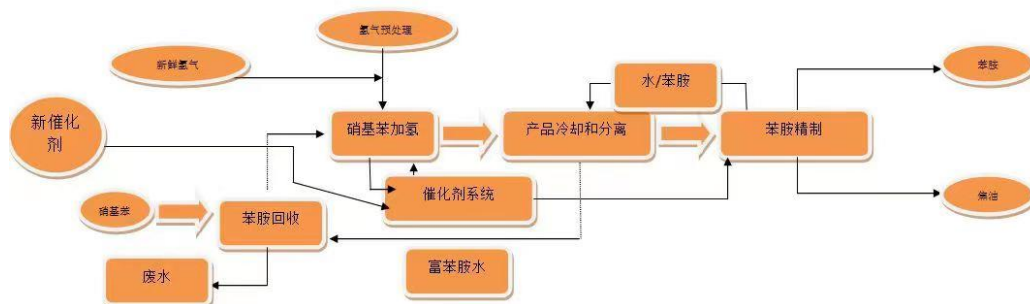 氢气预处理
新鲜氢气
水/苯胺
苯胺
新催化
剂
硝基苯加氢
产品冷却和分离
苯胺精制
催化剂系统
硝基苯
苯胺回收
焦油
废水
富苯胺水